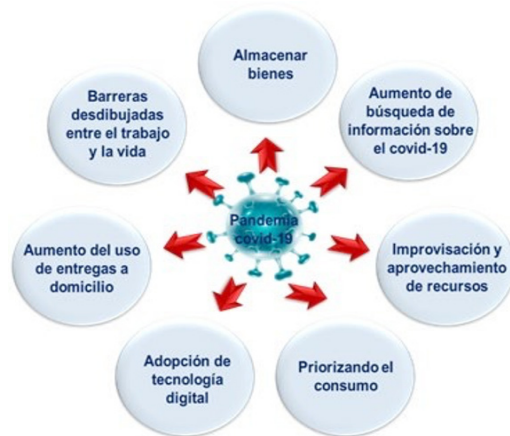 Almacenar
bienes
Aumento de
búsqueda de
información sobre
el covid-19
Improvisación y
aprovechamiento
de recursos
Priorizando el
consumo
Adopción de
tecnología
digital
Aumento del uso
de entregas a
domicilio
Barreras
desdibujadas
entre el trabajo
y la vida
Pandemia
covid-19